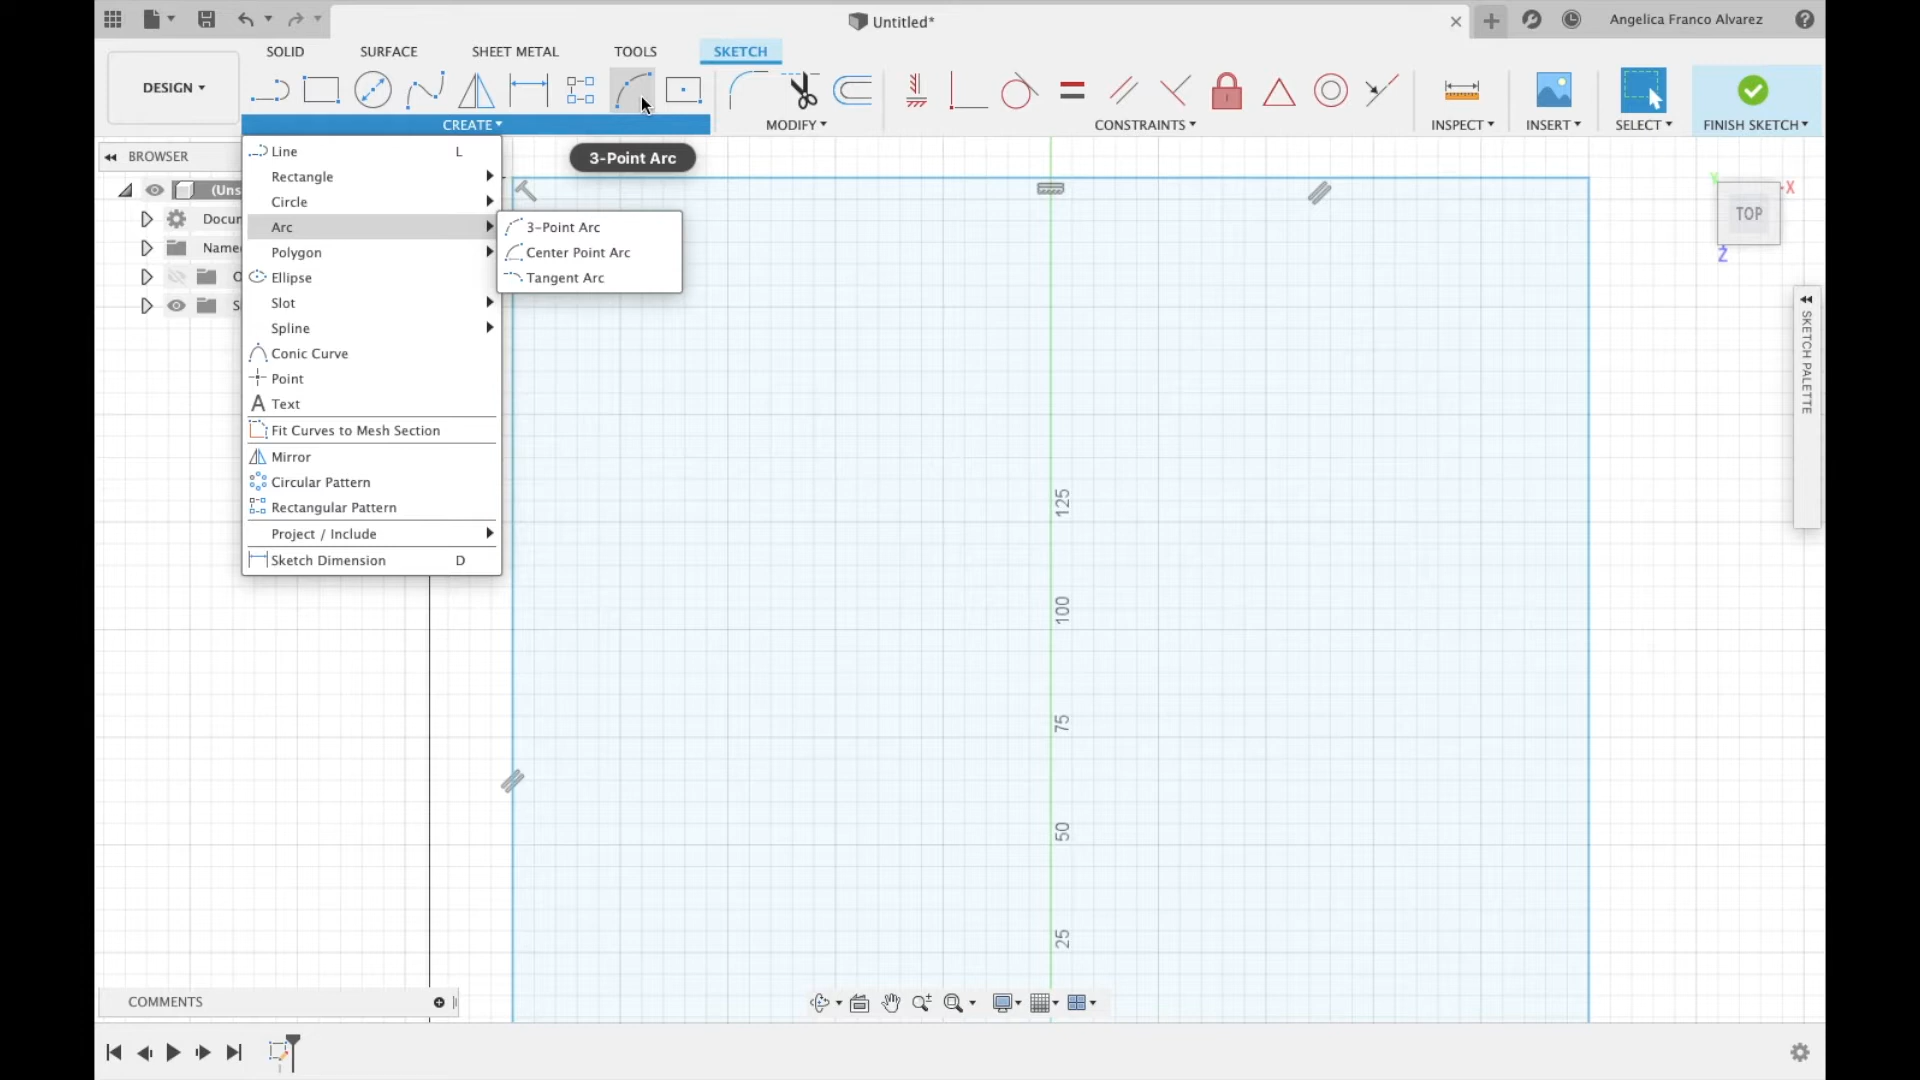 Untitled*
Angelica Franco Alvarez
SOLID
SURFACE
SHEET METAL
TOOLS
SKETCH
DESIGN
CREATE
MODIFY
CONSTRAINTS
INSPECT
INSERT
SELECT
FINISH SKETCH
BROWSER
(Uns
Docu
Name
Line L
Rectangle
Circle
Arc
Polygon
Ellipse
Slot
Spline
Conic Curve
Point
Text
Fit Curves to Mesh Section
Mirror
Circular Pattern
Rectangular Pattern
Project / Include
Sketch Dimension D
3-Point Arc
3-Point Arc
Center Point Arc
Tangent Arc
Y
X
TOP
Z
SKETCH PALETTE
125
100
75
50
25
COMMENTS